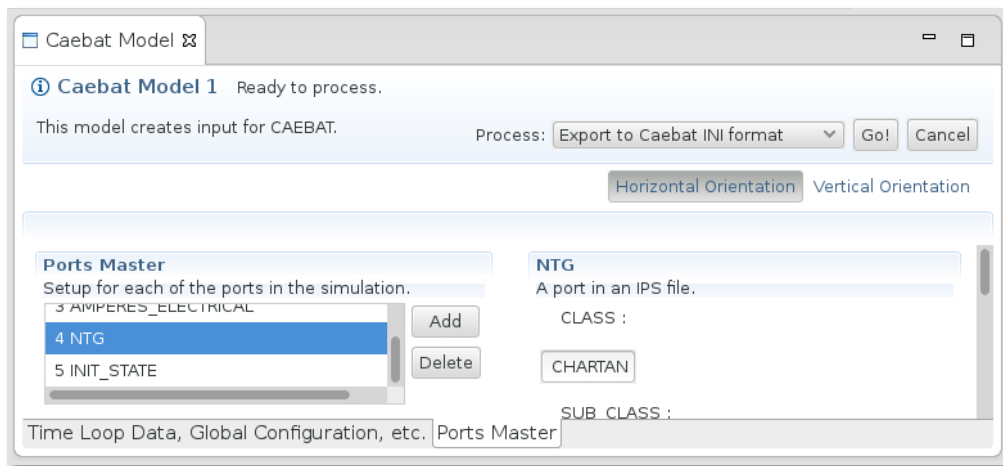 Caebat Model
Caebat Model 1 Ready to process.
This model creates input for CAEBAT.
Process: Export to Caebat INI format Go! Cancel
Horizontal Orientation Vertical Orientation
Ports Master
Setup for each of the ports in the simulation.
3 AMPERES_ELECTRICAL
4 NTG
5 INIT_STATE
Add
Delete
NTG
A port in an IPS file.
CLASS :
CHARTAN
SUB_CLASS :
Time Loop Data, Global Configuration, etc. Ports Master